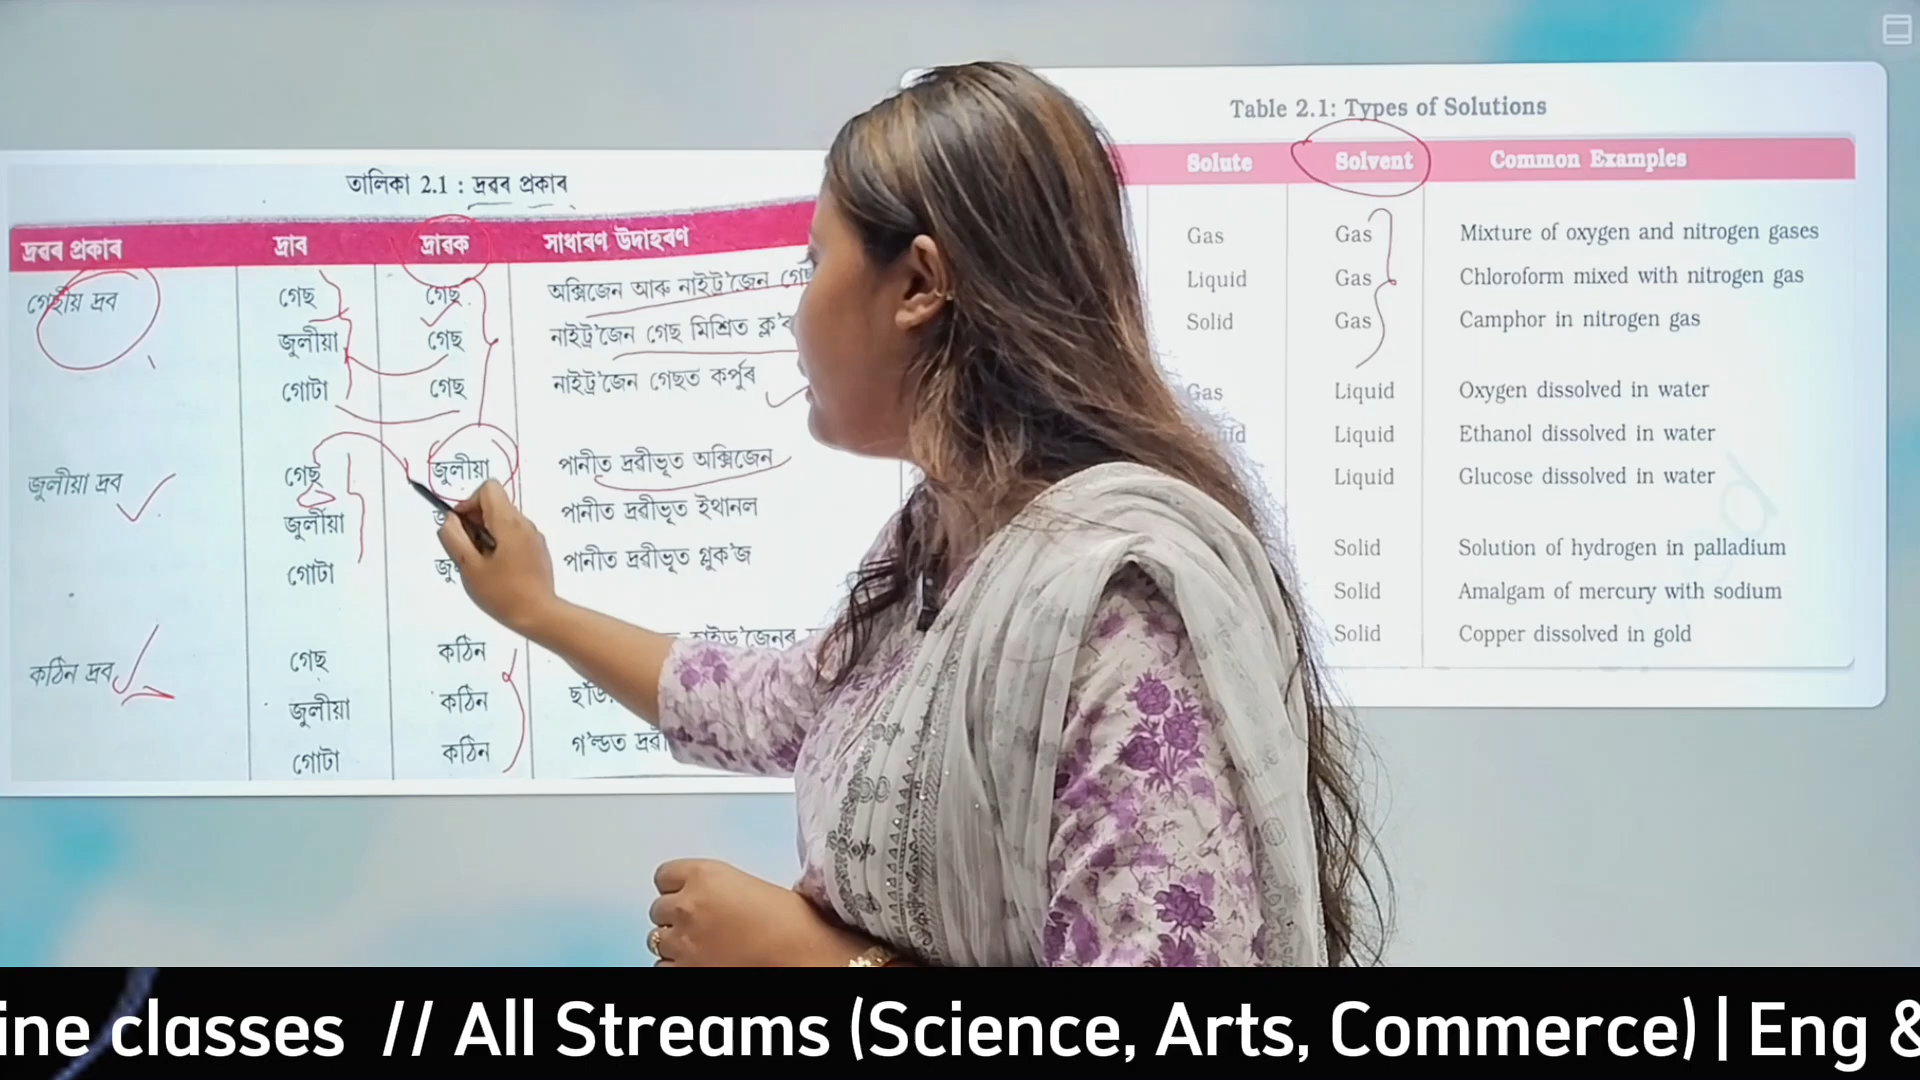 তালিকা 2.1 : দ্ৰৱৰ প্ৰকাৰ
দ্ৰৱৰ প্ৰকাৰ দ্ৰাব দ্ৰাৱক সাধাৰণ উদাহৰণ
গেছীয় দ্ৰব গেছ গেছ অক্সিজেন আৰু নাইট্ৰ'জেন
জুলীয়া গেছ নাইট্ৰ'জেন গেছ মিশ্ৰিত
গোটা গেছ নাইট্ৰ'জেন গেছত কৰ্পুৰ
জুলীয়া দ্ৰব গেছ জুলীয়া পানীত দ্ৰৱীভূত অক্সিজেন
জুলীয়া পানীত দ্ৰৱীভূত ইথানল
গোটা পানীত দ্ৰৱীভূত গ্লুক'জ
কঠিন দ্ৰব গেছ কঠিন
জুলীয়া কঠিন
গোটা কঠিন গ'ল্ডত
Table 2.1: Types of Solutions
Solute Solvent Common Examples
Gas Gas Mixture of oxygen and nitrogen gases
Liquid Gas Chloroform mixed with nitrogen gas
Solid Gas Camphor in nitrogen gas
Gas Liquid Oxygen dissolved in water
Liquid Ethanol dissolved in water
Liquid Glucose dissolved in water
Solid Solution of hydrogen in palladium
Solid Amalgam of mercury with sodium
Solid Copper dissolved in gold
ine classes // All Streams (Science, Arts, Commerce) | Eng &